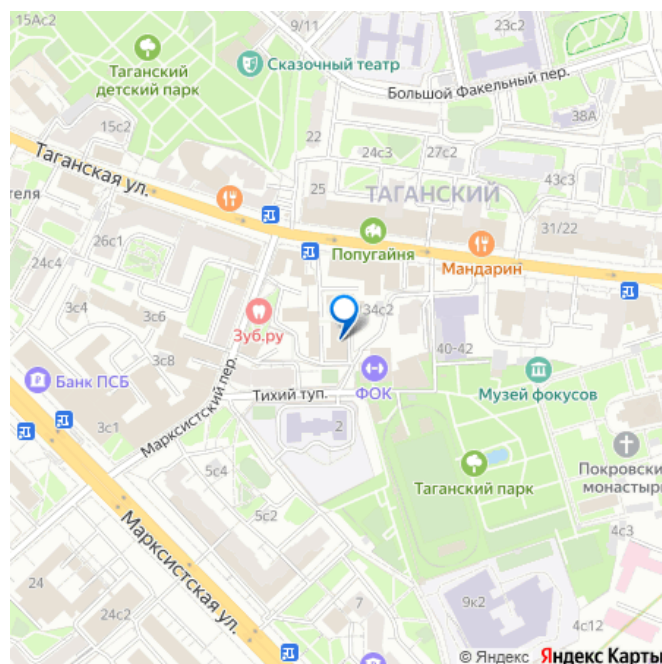 9/11
23с2
15Ас2
Сказочный театр
Таганский
детский парк
Большой Факельный пер.
38А
15с2
22
24с3
27с2
Таганская ул.
43с3
25
ТАГАНСКИЙ
теля
31/22
26с1
Попугайня
Мандарин
24с4
3с4
34с2
3с6
Зуб.ру
40-42
3с8
Банк ПСБ
ФОК
Музей фокусов
Тихий туп.
Марксистский пер.
3с1
2
Покровски
монастырь
5с4
Таганский парк
5с2
4с3
Марксистская ул.
24
7
9к2
24с2
4с12
© Яндекс Яндекс Карты